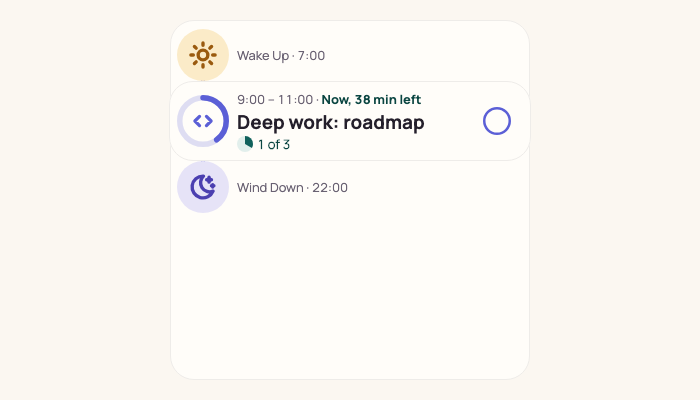 Wake Up · 7:00
9:00 – 11:00 · Now, 38 min left
Deep work: roadmap
1 of 3
Wind Down · 22:00